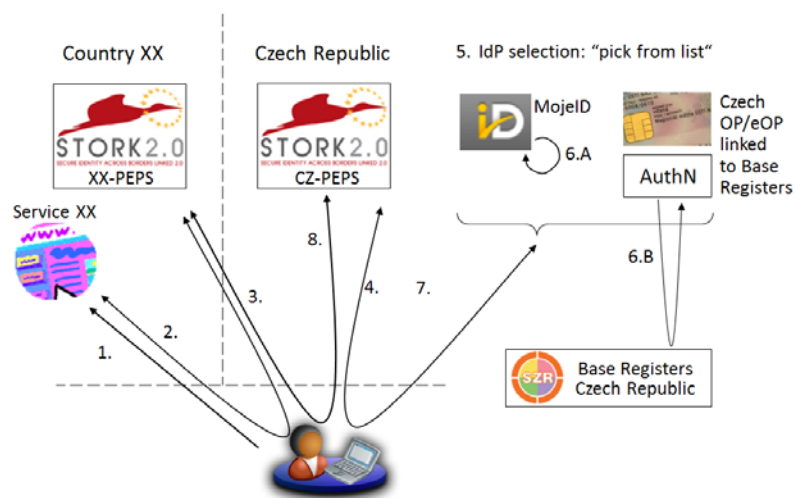 Country XX
Czech Republic
5. IdP selection: “pick from list“
STORK2.0
SECURE IDENTITY ACROSS BORDERS LINKED 2.0
XX-PEPS
STORK2.0
SECURE IDENTITY ACROSS BORDERS LINKED 2.0
CZ-PEPS
iD
MojeID
6.A
Czech
OP/eOP
linked
to Base
Registers
AuthN
Service XX
www.
8.
3.
4.
7.
6.B
2.
1.
SZR
Base Registers
Czech Republic